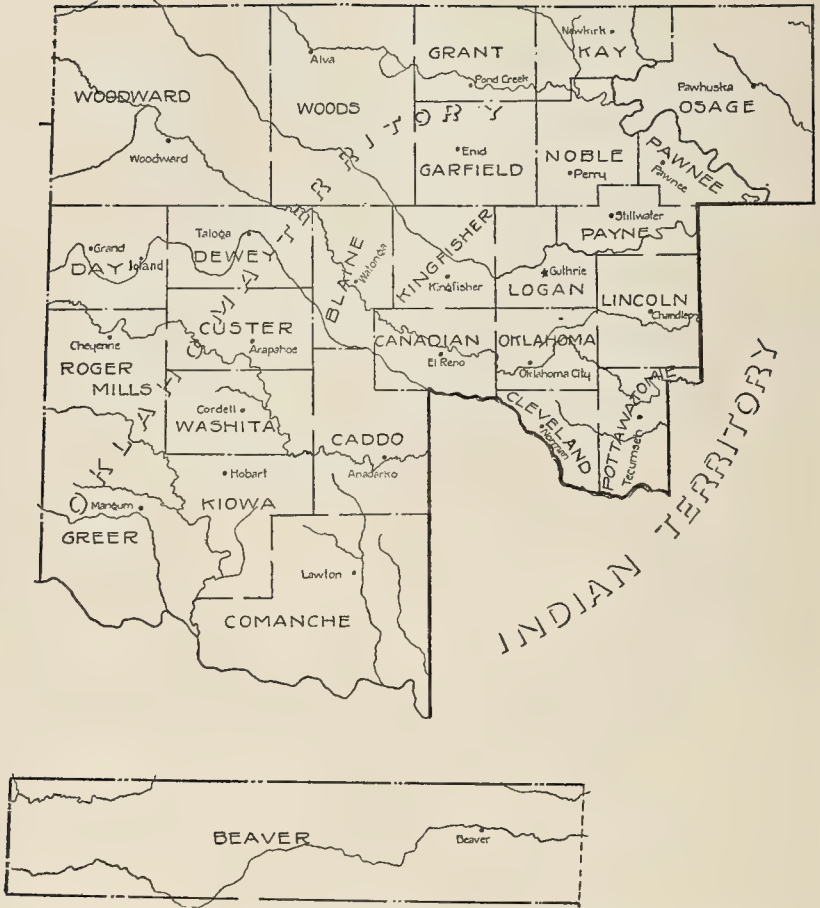 Newkirk
KAY
GRANT
Alva
Pond Creek
Pawhuska
OSAGE
WOODWARD
WOODS
Woodward
Enid
GARFIELD
NOBLE
Perry
PAWNEE
Pawnee
Stillwater
PAYNES
Grand
DAY
Taloga
DEWEY
BLAINE
Watonga
KINGFISHER
Kingfisher
Guthrie
LOGAN
LINCOLN
Chandler
CUSTER
Arapahoe
Cheyenne
ROGER
MILLS
CANADIAN
El Reno
OKLAHOMA
Oklahoma City
Cordell
WASHITA
CADDO
Anadarko
CLEVELAND
Norman
POTTAWATOMIE
Tecumseh
Hobart
KIOWA
Mangum
GREER
Lawton
COMANCHE
INDIAN TERRITORY
BEAVER
Beaver